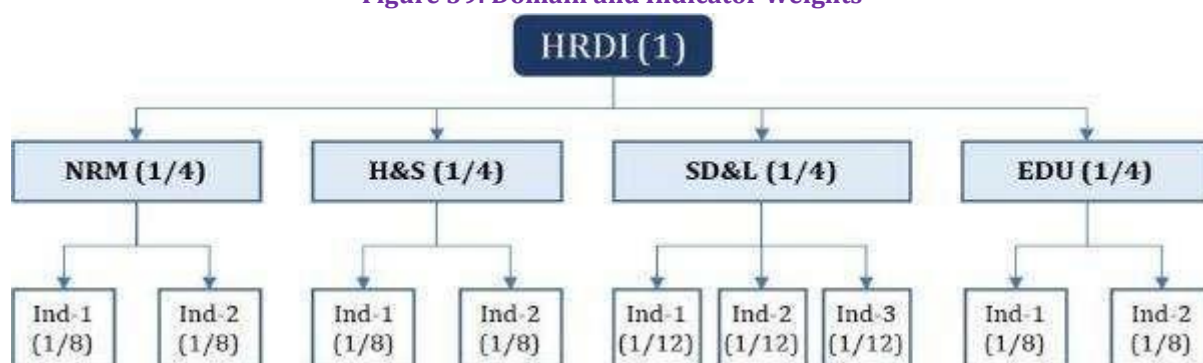 Figure 39: Domain and Indicator Weights
HRDI (1)
NRM (1/4)
H&S (1/4)
SD&L (1/4)
EDU (1/4)
Ind-1
(1/8)
Ind-2
(1/8)
Ind-1
(1/8)
Ind-2
(1/8)
Ind-1
(1/12)
Ind-2
(1/12)
Ind-3
(1/12)
Ind-1
(1/8)
Ind-2
(1/8)